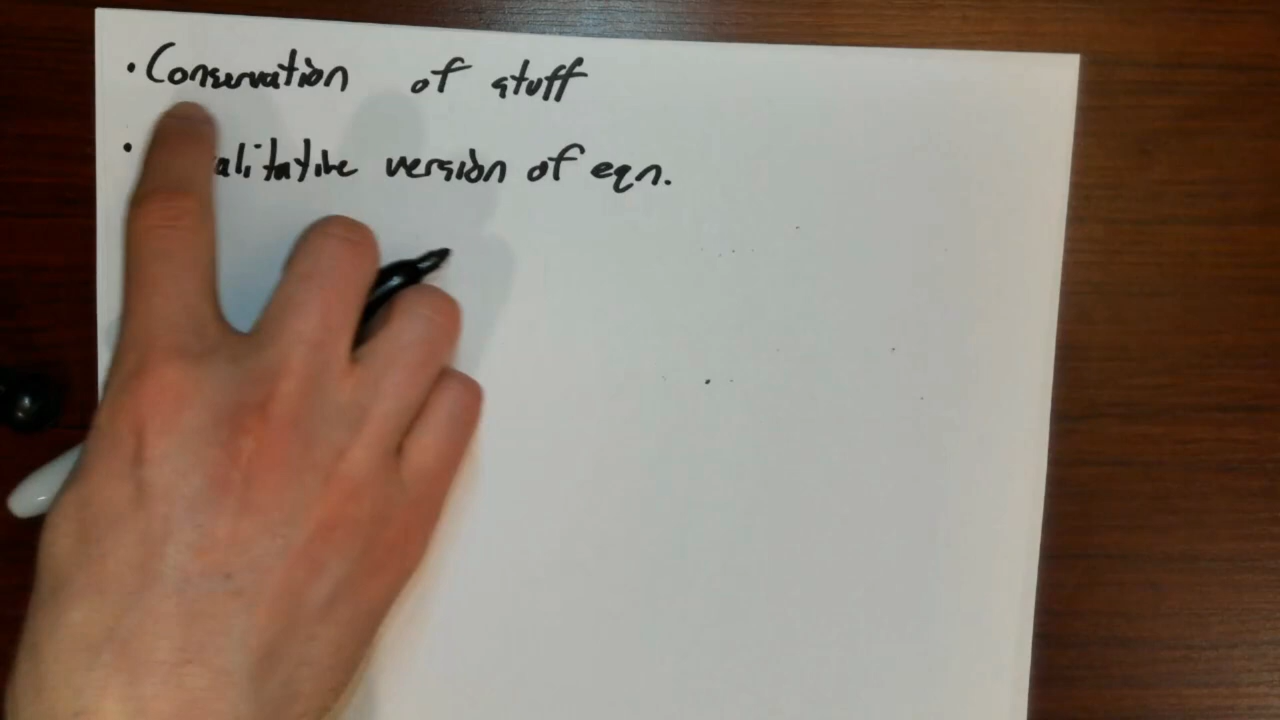 • Conservation of stuff
• alitative version of eqn.